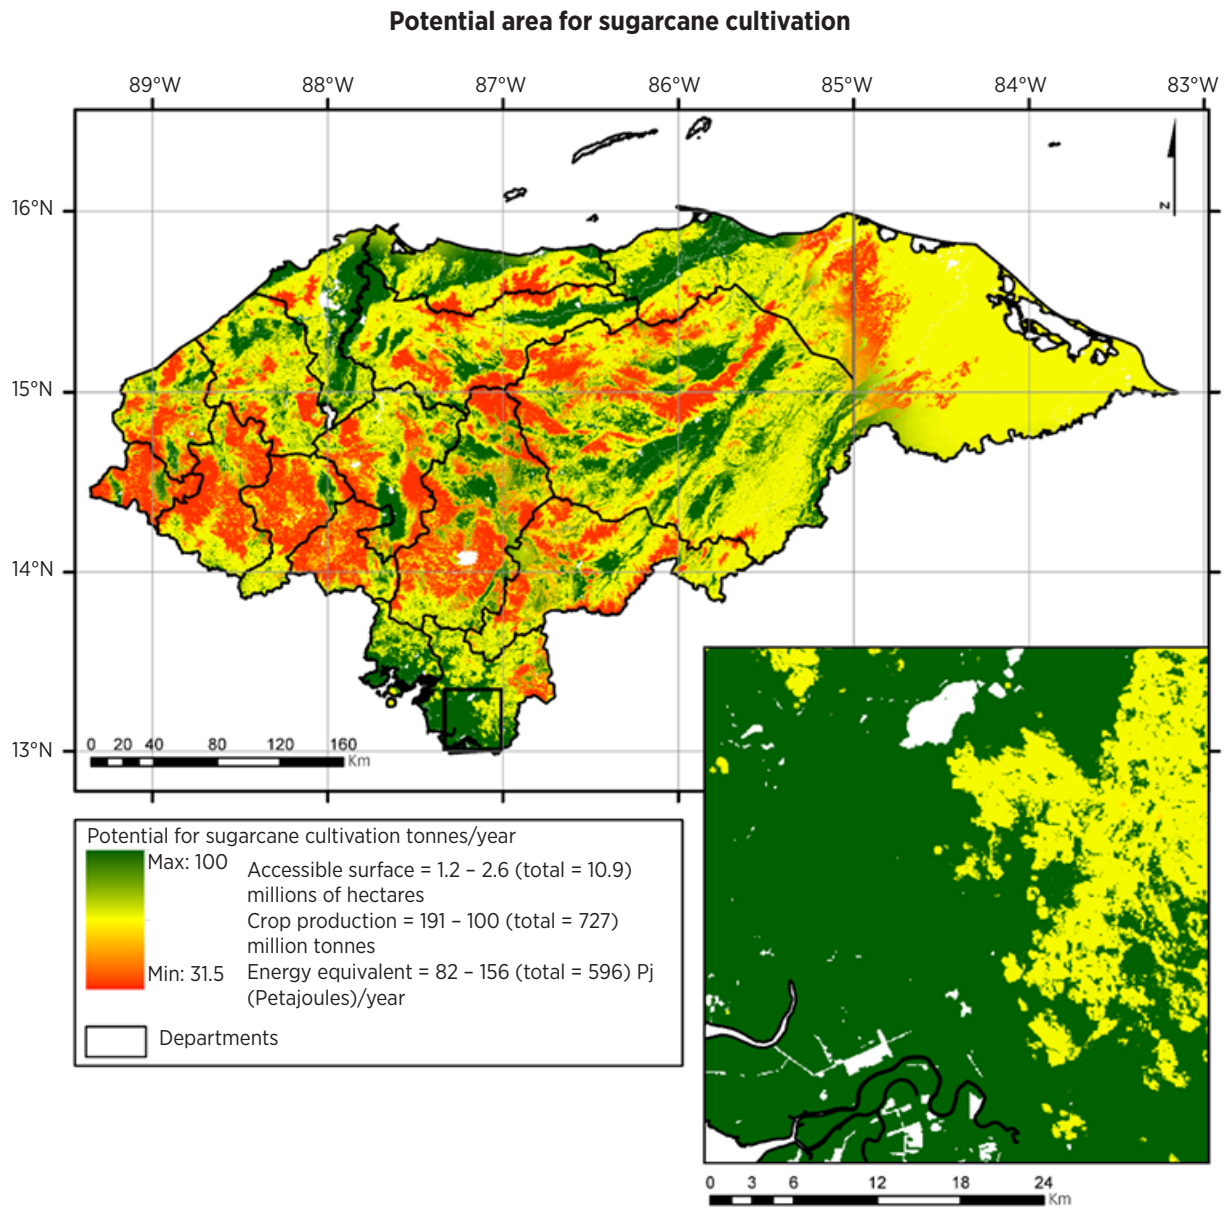 Potential area for sugarcane cultivation
89°W 88°W 87°W 86°W 85°W 84°W 83°W
16°N
N
15°N
14°N
13°N
0 20 40 80 120 160
Km
Potential for sugarcane cultivation tonnes/year
Max: 100
Accessible surface = 1.2 – 2.6 (total = 10.9)
millions of hectares
Crop production = 191 – 100 (total = 727)
million tonnes
Min: 31.5
Energy equivalent = 82 – 156 (total = 596) Pj
(Petajoules)/year
Departments
0 3 6 12 18 24
Km